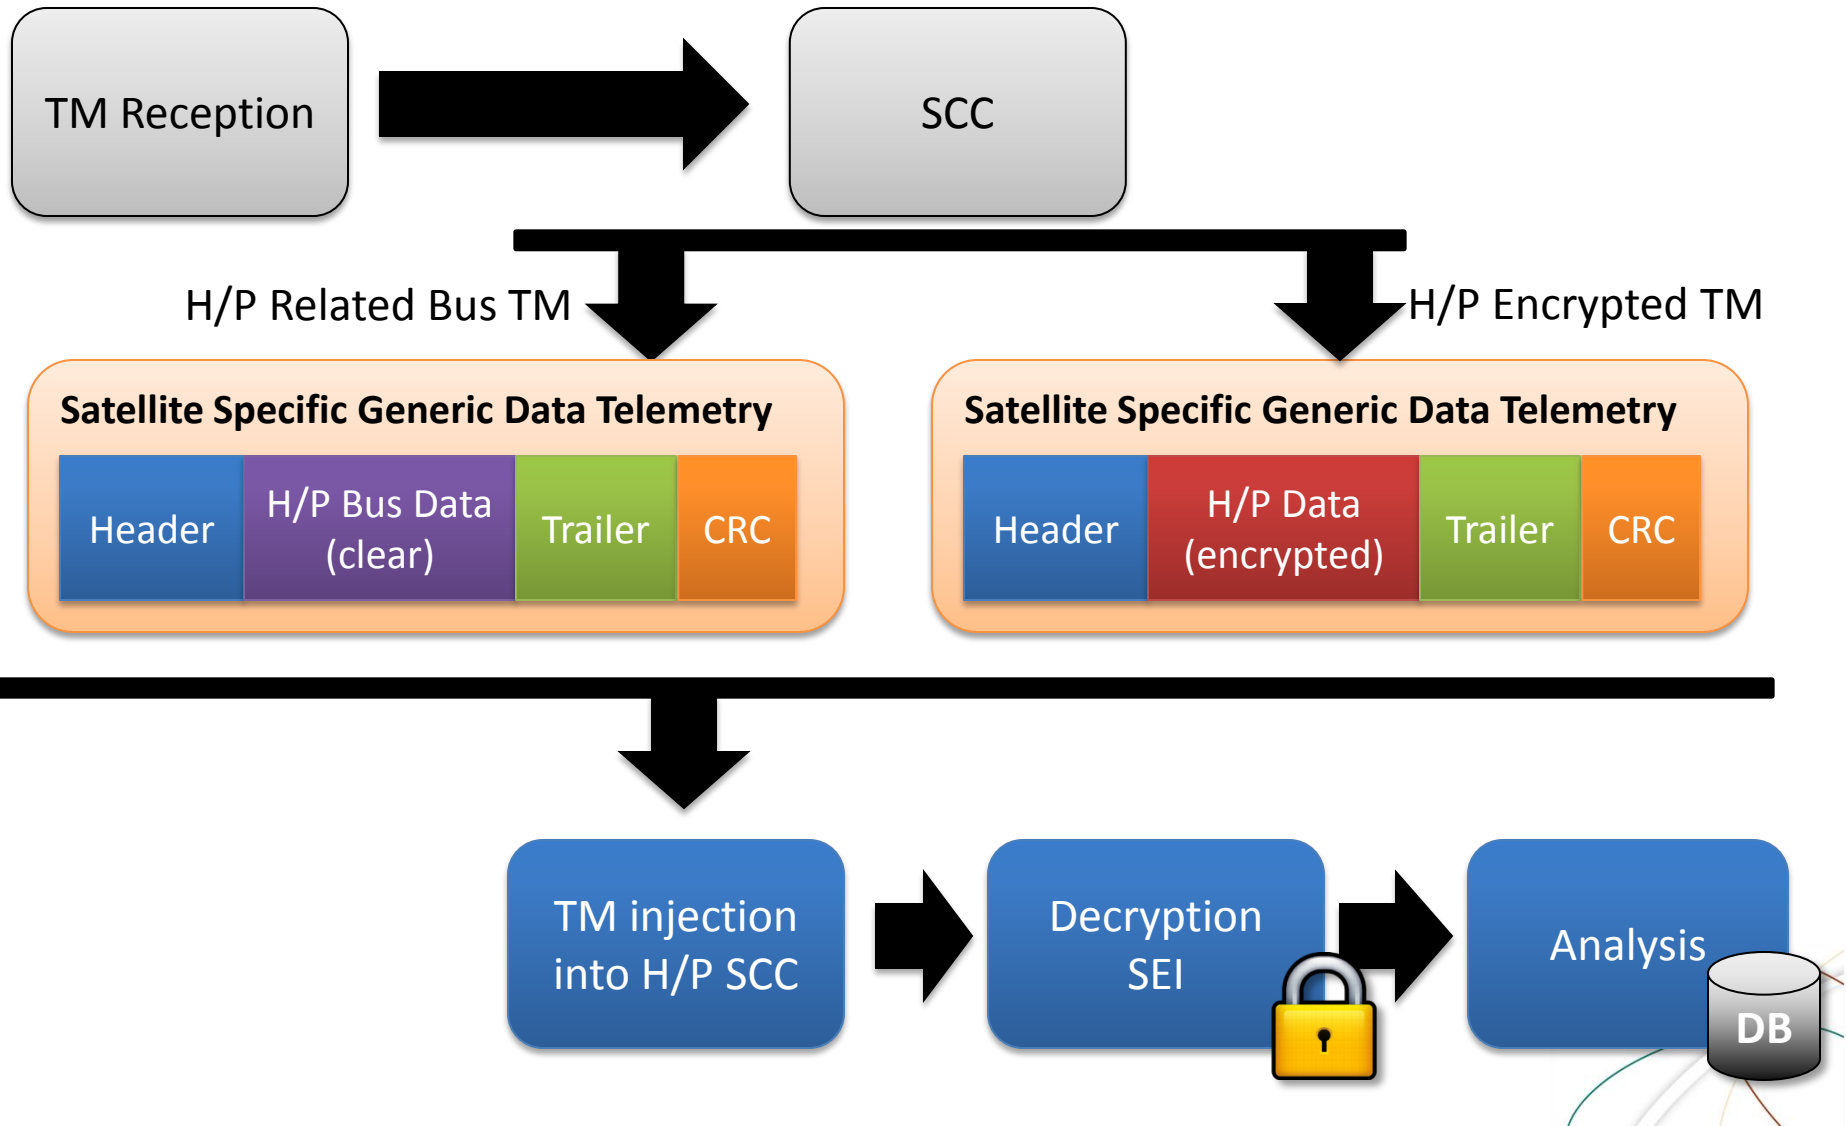 TM Reception
SCC
H/P Related Bus TM
H/P Encrypted TM
Satellite Specific Generic Data Telemetry
Header
H/P Bus Data
(clear)
Trailer
CRC
Satellite Specific Generic Data Telemetry
Header
H/P Data
(encrypted)
Trailer
CRC
TM injection
into H/P SCC
Decryption
SEI
Analysis
DB